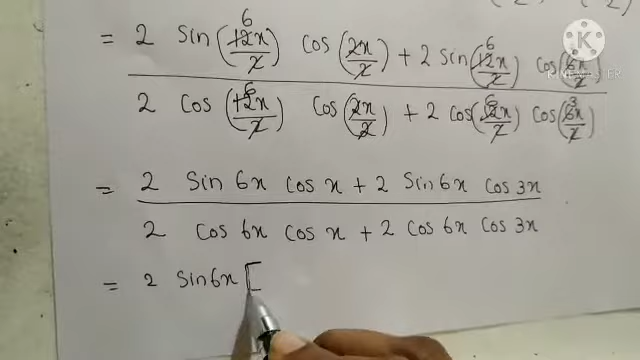 = 2 sin(12x/2) cos(2x/2) + 2 sin(12x/2) cos(6x/2)
2 cos(12x/2) cos(2x/2) + 2 cos(12x/2) cos(6x/2)
= 2 sin 6x cos x + 2 sin 6x cos 3x
2 cos 6x cos x + 2 cos 6x cos 3x
= 2 sin 6x [
KINEMASTER